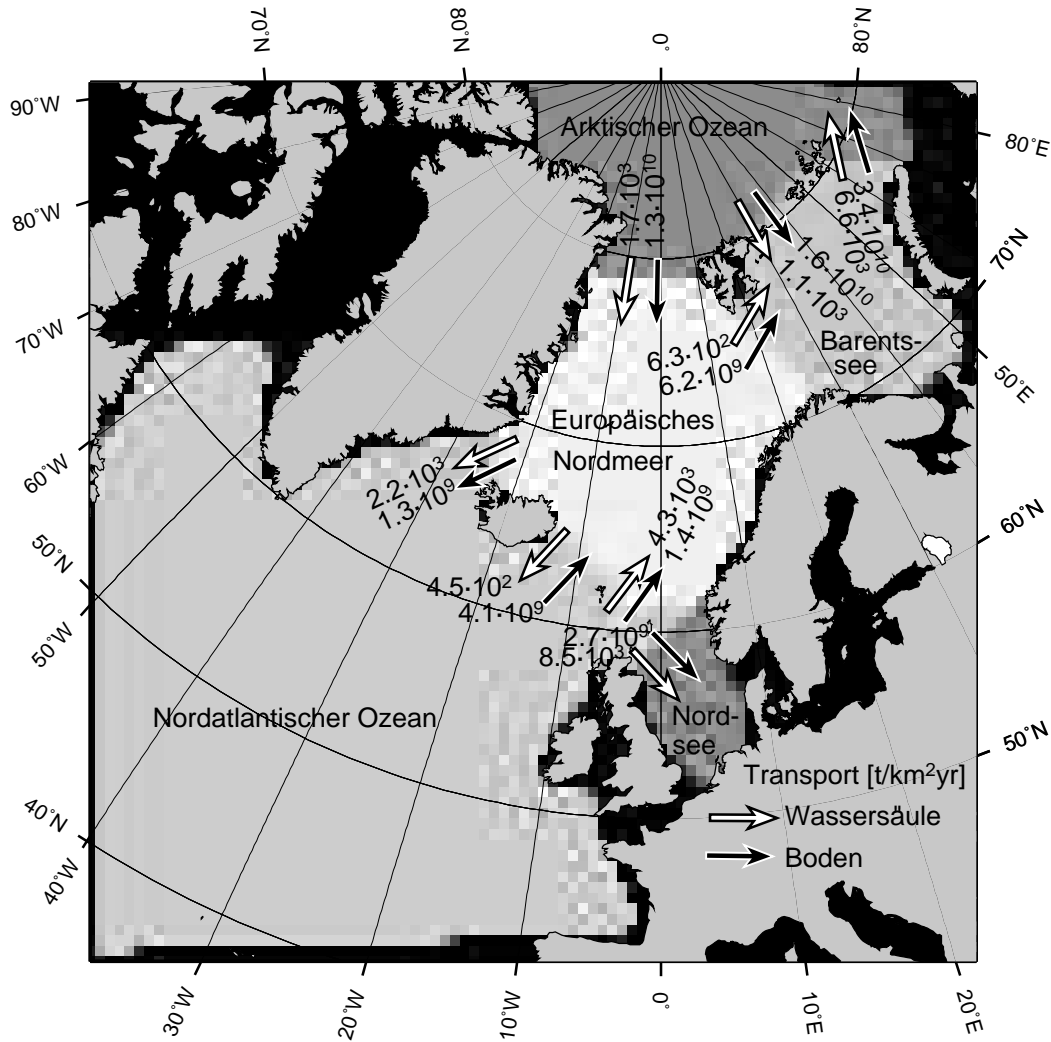 70°N
80°N
0°
80°N
90°W
80°W
70°W
60°W
50°N
50°W
40°N
40°W
30°W
20°W
10°W
0°
10°E
20°E
80°E
70°N
50°E
60°N
50°N
Arktischer Ozean
1.7·10³
1.3·10¹⁰
3.4·10¹⁰
6.6·10³
1.6·10¹⁰
1.1·10³
Barents-
see
6.3·10²
6.2·10⁹
Europäisches
Nordmeer
2.2·10³
1.3·10⁹
4.3·10³
1.4·10⁹
4.5·10²
4.1·10⁹
2.7·10⁹
8.5·10³
Nordatlantischer Ozean
Nord-
see
Transport [t/km²yr]
Wassersäule
Boden